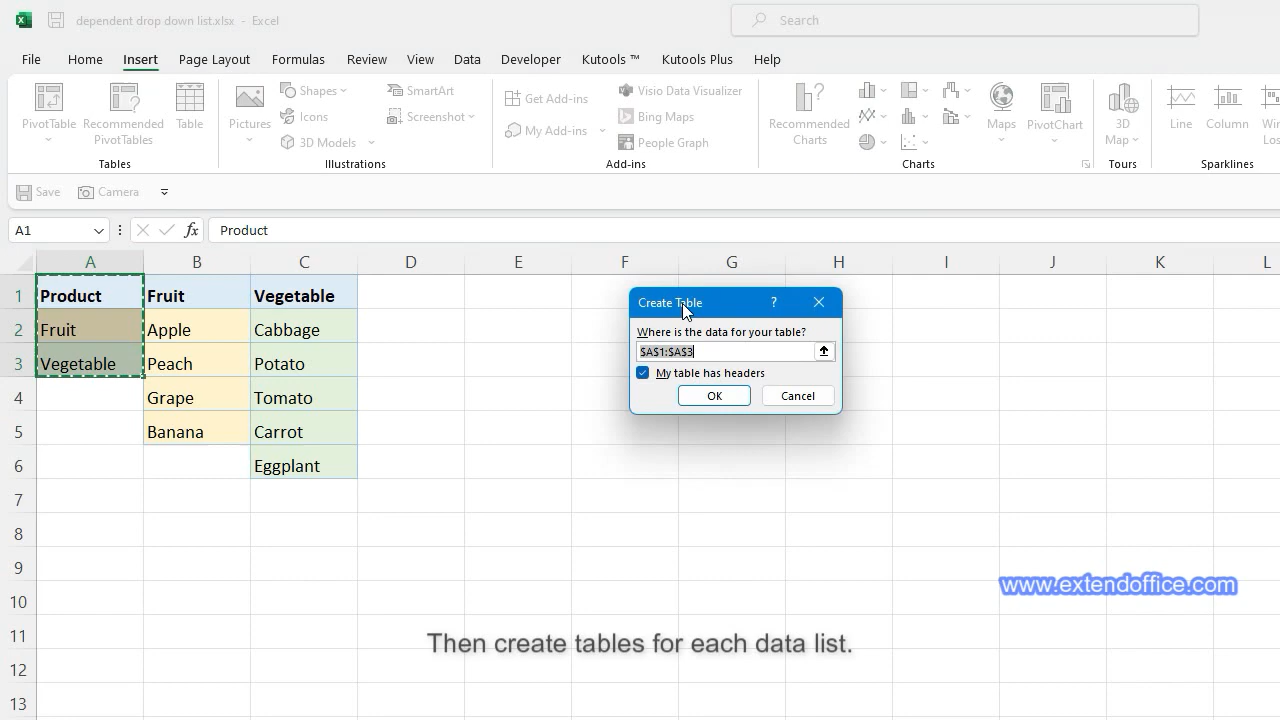 dependent drop down list.xlsx - Excel
Search
File Home Insert Page Layout Formulas Review View Data Developer Kutools ™ Kutools Plus Help
PivotTable
Recommended
PivotTables
Table
Tables
Pictures
Shapes
Icons
3D Models
SmartArt
Screenshot
Illustrations
Get Add-ins
My Add-ins
Visio Data Visualizer
Bing Maps
People Graph
Add-ins
Recommended
Charts
Maps
PivotChart
Charts
3D
Map
Tours
Line
Column
Win
Los
Sparklines
Save
Camera
A1
fx
Product
A B C D E F G H I J K L
1 Product Fruit Vegetable
2 Fruit Apple Cabbage
3 Vegetable Peach Potato
4 Grape Tomato
5 Banana Carrot
6 Eggplant
7
8
9
10
11
12
13
Create Table
?
Where is the data for your table?
$A$1:$A$3
My table has headers
OK Cancel
www.extendoffice.com
Then create tables for each data list.